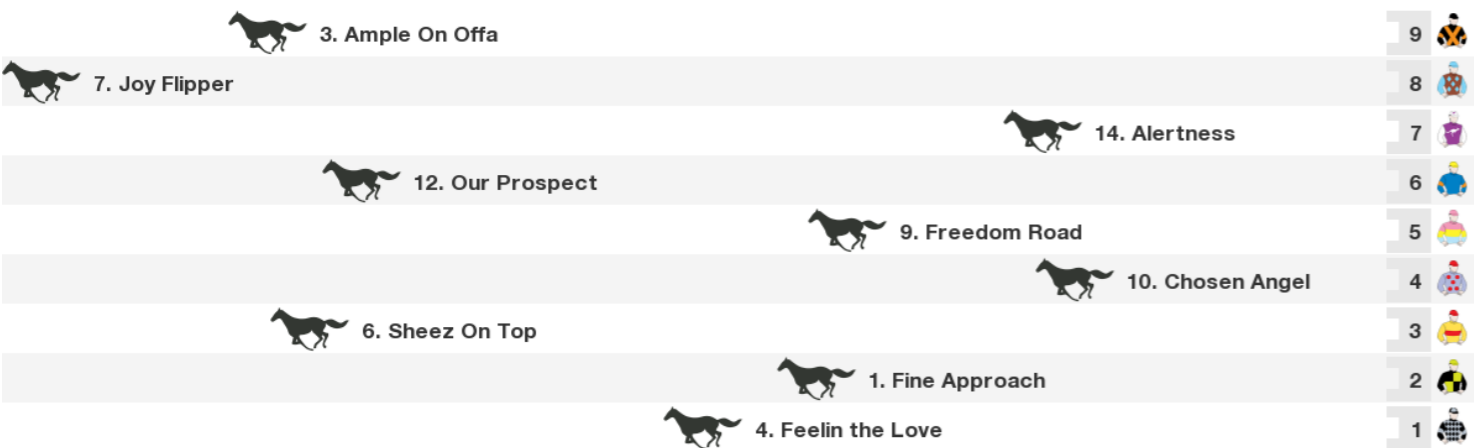 3. Ample On Offa 9
7. Joy Flipper 8
14. Alertness 7
12. Our Prospect 6
9. Freedom Road 5
10. Chosen Angel 4
6. Sheez On Top 3
1. Fine Approach 2
4. Feelin the Love 1